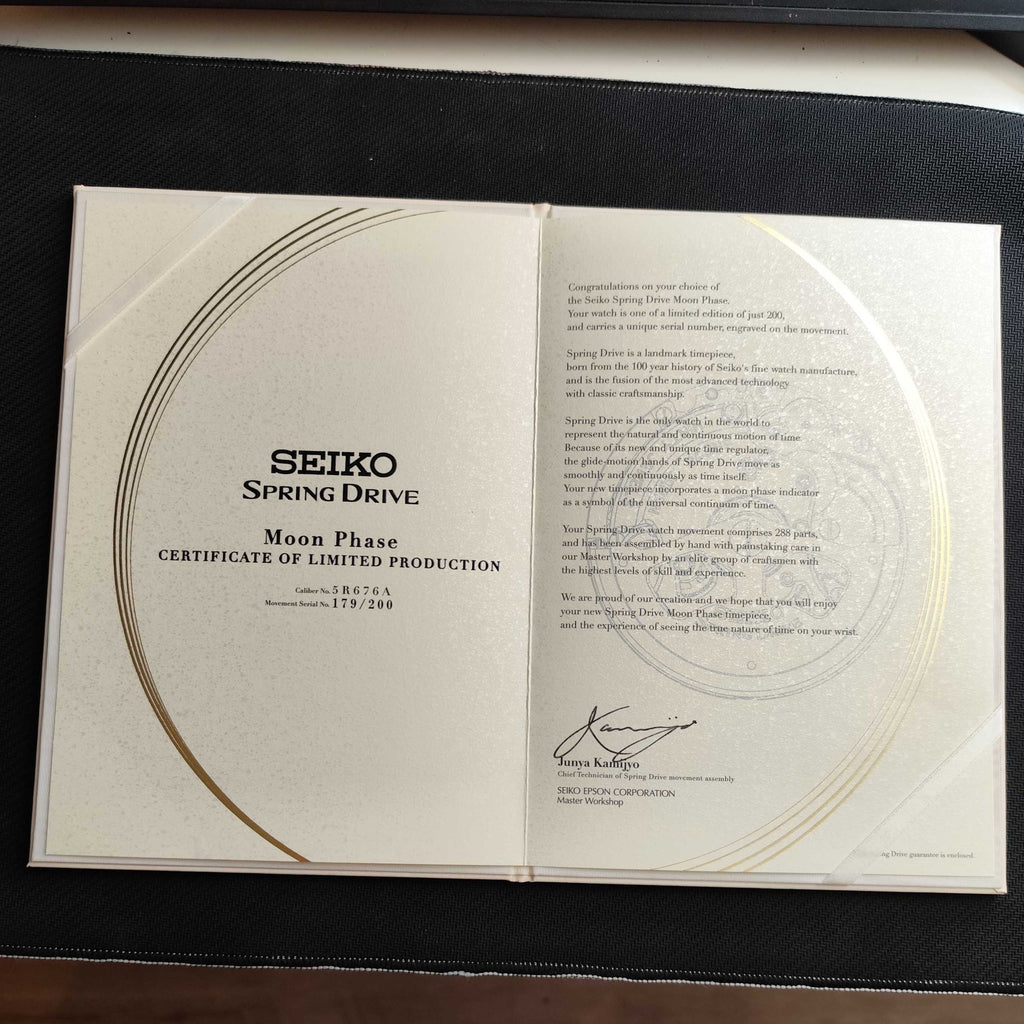 SEIKO
SPRING DRIVE
Moon Phase
CERTIFICATE OF LIMITED PRODUCTION
Caliber No. 5R676A
Movement Serial No. 179/200
Congratulations on your choice of
the Seiko Spring Drive Moon Phase.
Your watch is one of a limited edition of just 200,
and carries a unique serial number, engraved on the movement.
Spring Drive is a landmark timepiece,
born from the 100 year history of Seiko's fine watch manufacture,
and is the fusion of the most advanced technology
with classic craftsmanship.
Spring Drive is the only watch in the world to
represent the natural and continuous motion of time.
Because of its new and unique time regulator,
the glide-motion hands of Spring Drive move as
smoothly and continuously as time itself.
Your new timepiece incorporates a moon phase indicator
as a symbol of the universal continuum of time.
Your Spring Drive watch movement comprises 288 parts,
and has been assembled by hand with painstaking care in
our Master Workshop by an elite group of craftsmen with
the highest levels of skill and experience.
We are proud of our creation and we hope that you will enjoy
your new Spring Drive Moon Phase timepiece,
and the experience of seeing the true nature of time on your wrist.
Kamijyo
Junya Kamijyo
Chief Technician of Spring Drive movement assembly
SEIKO EPSON CORPORATION
Master Workshop
ng Drive guarantee is enclosed.